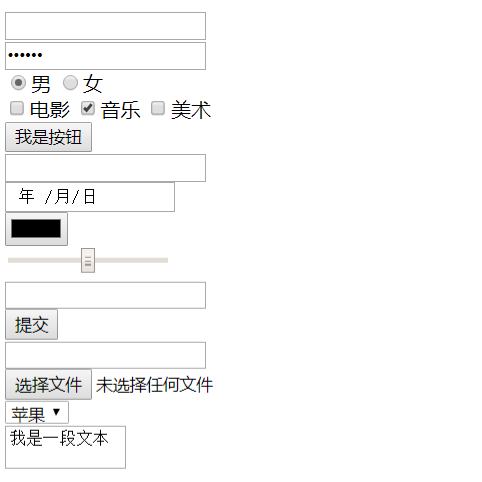 ••••••
男 女
电影 音乐 美术
我是按钮
年 /月/日
提交
选择文件 未选择任何文件
苹果
我是一段文本